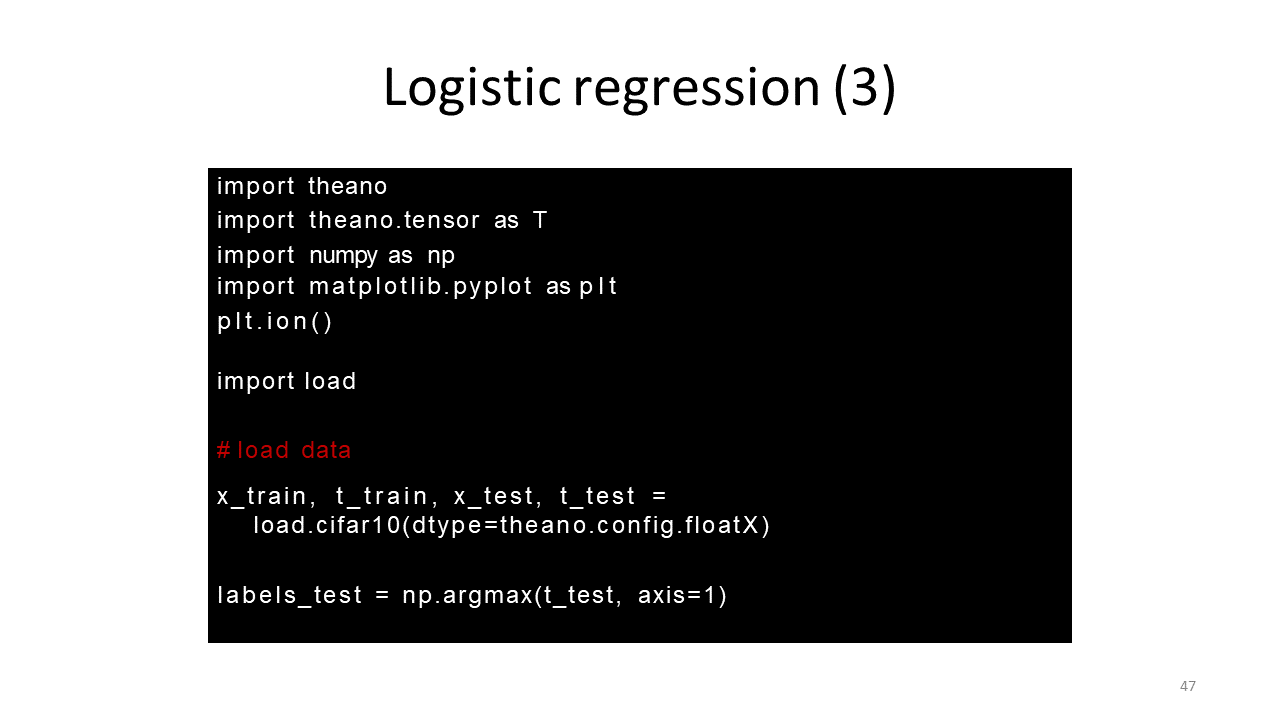 Logistic regression (3)
import theano
import theano.tensor as T
import numpy as np
import matplotlib.pyplot as plt
plt.ion()
import load
# load data
x_train, t_train, x_test, t_test =
load.cifar10(dtype=theano.config.floatX)
labels_test = np.argmax(t_test, axis=1)
47